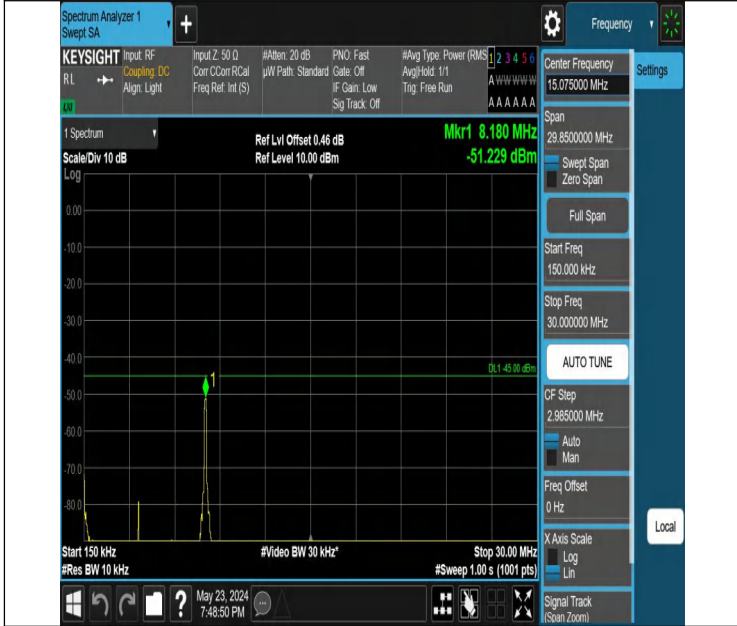 Spectrum Analyzer 1
Swept SA
+
Frequency
KEYSIGHT
RL
Input: RF
Coupling: DC
Align: Light
Input Z: 50 Ω
Corr CCorr RCal
Freq Ref: Int (S)
#Atten: 20 dB
µW Path: Standard
PNO: Fast
Gate: Off
IF Gain: Low
Sig Track: Off
#Avg Type: Power (RMS
Avg|Hold: 1/1
Trig: Free Run
1 2 3 4 5 6
A W W W W W
A A A A A A
1 Spectrum
Scale/Div 10 dB
Log
Ref Lvl Offset 0.46 dB
Ref Level 10.00 dBm
Mkr1 8.180 MHz
-51.229 dBm
0.00
-10.0
-20.0
-30.0
-40.0
-50.0
-60.0
-70.0
-80.0
DL1 -45.00 dBm
1
Start 150 kHz
#Res BW 10 kHz
#Video BW 30 kHz*
Stop 30.00 MHz
#Sweep 1.00 s (1001 pts)
?
May 23, 2024
7:48:50 PM
Center Frequency
15.075000 MHz
Span
29.8500000 MHz
Swept Span
Zero Span
Full Span
Start Freq
150.000 kHz
Stop Freq
30.000000 MHz
AUTO TUNE
CF Step
2.985000 MHz
Auto
Man
Freq Offset
0 Hz
X Axis Scale
Log
Lin
Signal Track
(Span Zoom)
Settings
Local